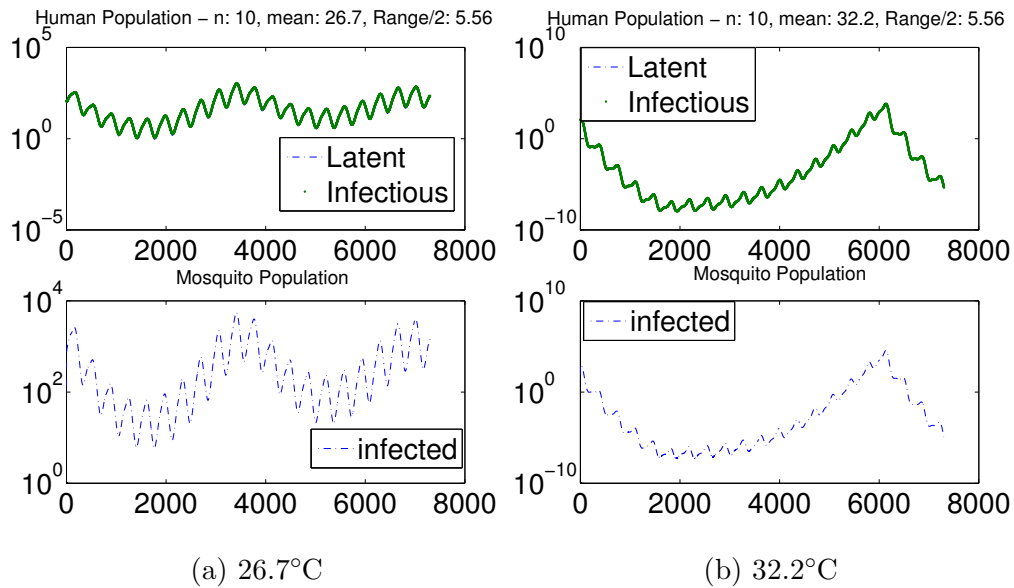 Human Population − n: 10, mean: 26.7, Range/2: 5.56
10^5
10^0
10^−5
Latent
Infectious
0 2000 4000 6000 8000
Mosquito Population
10^4
10^2
10^0
infected
0 2000 4000 6000 8000
(a) 26.7°C
Human Population − n: 10, mean: 32.2, Range/2: 5.56
10^10
10^0
10^−10
Latent
Infectious
0 2000 4000 6000 8000
Mosquito Population
10^10
10^0
10^−10
infected
0 2000 4000 6000 8000
(b) 32.2°C